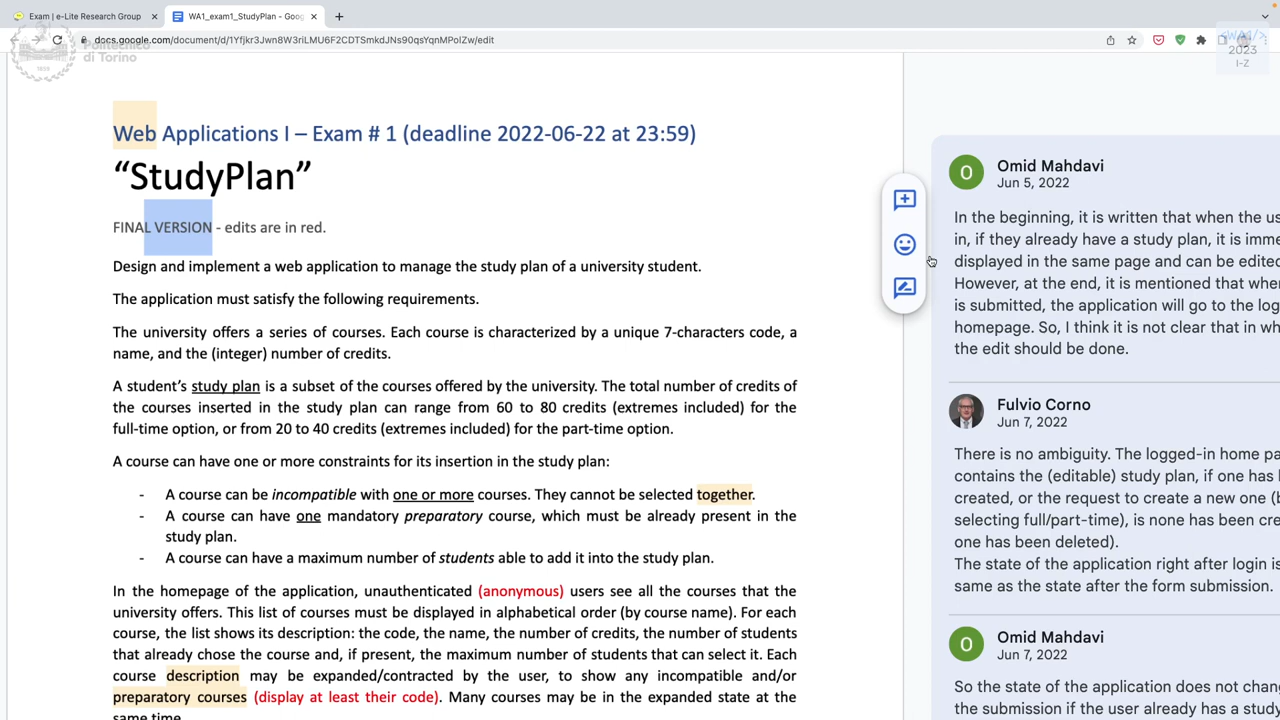 Exam | e-Lite Research Group
WA1_exam1_StudyPlan - Goog
docs.google.com/document/d/1Yfjkr3Jwn8W3riLMU6F2CDTSmkdJNs90qsYqnMPoIZw/edit
Politecnico
di Torino
1859
<WA1/>
2023
I-Z
Web Applications I – Exam # 1 (deadline 2022-06-22 at 23:59)
“StudyPlan”
FINAL VERSION - edits are in red.
Design and implement a web application to manage the study plan of a university student.
The application must satisfy the following requirements.
The university offers a series of courses. Each course is characterized by a unique 7-characters code, a
name, and the (integer) number of credits.
A student’s study plan is a subset of the courses offered by the university. The total number of credits of
the courses inserted in the study plan can range from 60 to 80 credits (extremes included) for the
full-time option, or from 20 to 40 credits (extremes included) for the part-time option.
A course can have one or more constraints for its insertion in the study plan:
- A course can be incompatible with one or more courses. They cannot be selected together.
- A course can have one mandatory preparatory course, which must be already present in the
study plan.
- A course can have a maximum number of students able to add it into the study plan.
In the homepage of the application, unauthenticated (anonymous) users see all the courses that the
university offers. This list of courses must be displayed in alphabetical order (by course name). For each
course, the list shows its description: the code, the name, the number of credits, the number of students
that already chose the course and, if present, the maximum number of students that can select it. Each
course description may be expanded/contracted by the user, to show any incompatible and/or
preparatory courses (display at least their code). Many courses may be in the expanded state at the
same time.
O
Omid Mahdavi
Jun 5, 2022
In the beginning, it is written that when the us
in, if they already have a study plan, it is imme
displayed in the same page and can be edited
However, at the end, it is mentioned that wher
is submitted, the application will go to the log
homepage. So, I think it is not clear that in wh
the edit should be done.
Fulvio Corno
Jun 7, 2022
There is no ambiguity. The logged-in home pa
contains the (editable) study plan, if one has
created, or the request to create a new one (b
selecting full/part-time), is none has been cre
one has been deleted).
The state of the application right after login is
same as the state after the form submission.
O
Omid Mahdavi
Jun 7, 2022
So the state of the application does not chan
the submission if the user already has a study